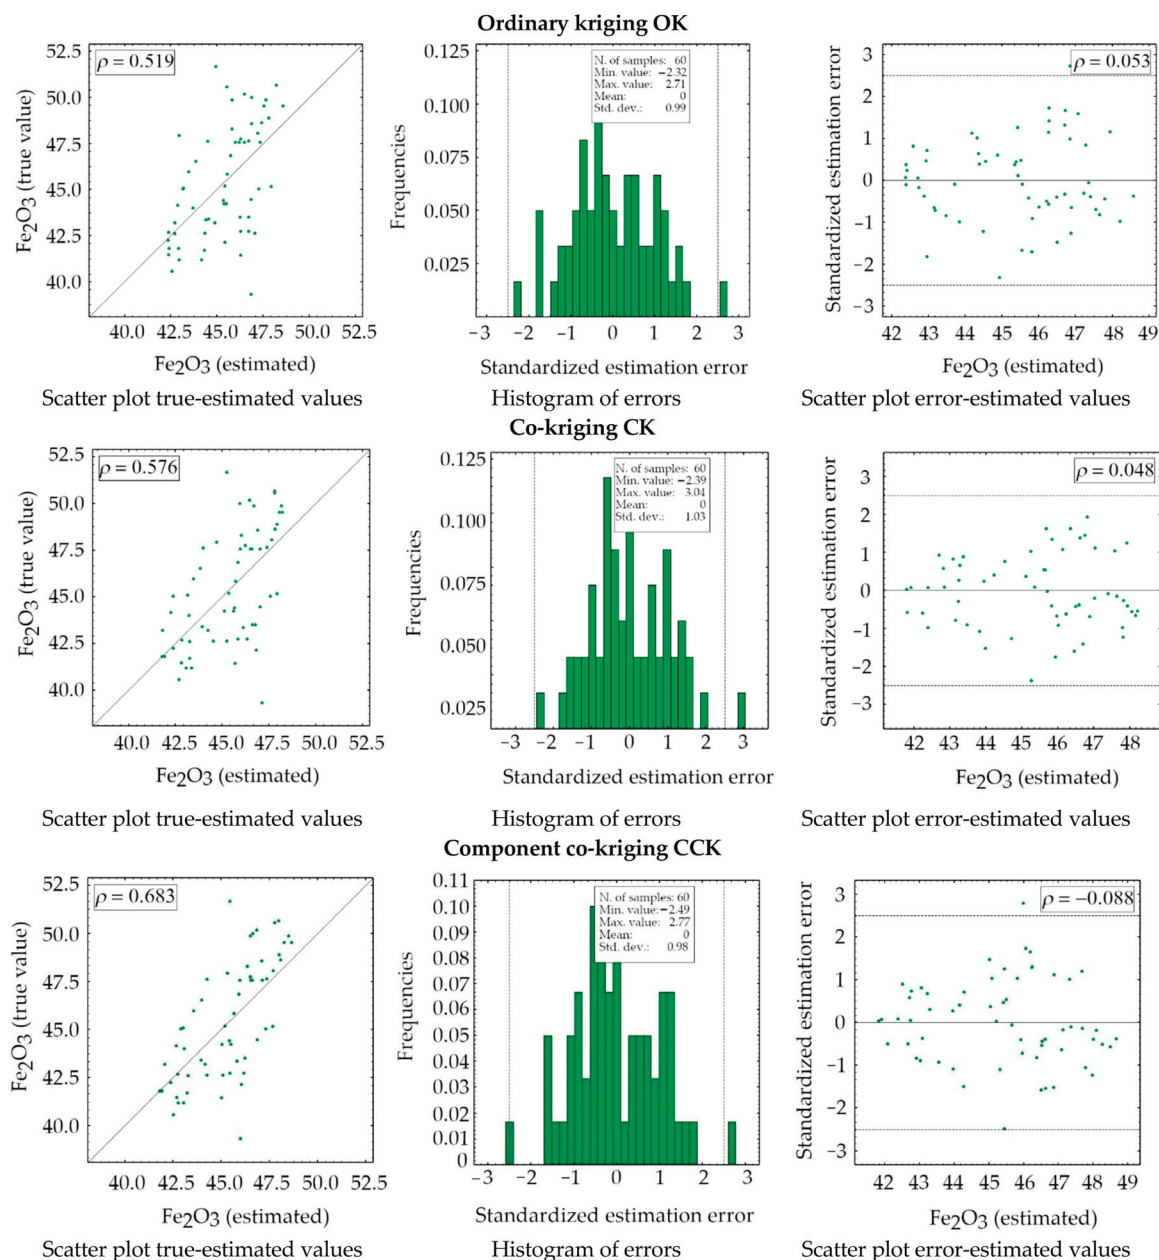 Ordinary kriging OK
52.5
50.0
47.5
45.0
42.5
40.0
ρ = 0.519
Fe2O3 (true value)
40.0 42.5 45.0 47.5 50.0 52.5
Fe2O3 (estimated)
Scatter plot true-estimated values
0.125
0.100
0.075
0.050
0.025
Frequencies
N. of samples: 60
Min. value: −2.32
Max. value: 2.71
Mean: 0
Std. dev.: 0.99
−3 −2 −1 0 1 2 3
Standardized estimation error
Histogram of errors
3
2
1
0
−1
−2
−3
Standardized estimation error
ρ = 0.053
42 43 44 45 46 47 48 49
Fe2O3 (estimated)
Scatter plot error-estimated values
Co-kriging CK
52.5
50.0
47.5
45.0
42.5
40.0
ρ = 0.576
Fe2O3 (true value)
40.0 42.5 45.0 47.5 50.0 52.5
Fe2O3 (estimated)
Scatter plot true-estimated values
0.125
0.100
0.075
0.050
0.025
Frequencies
N. of samples: 60
Min. value: −2.39
Max. value: 3.04
Mean: 0
Std. dev.: 1.03
−3 −2 −1 0 1 2 3
Standardized estimation error
Histogram of errors
3
2
1
0
−1
−2
−3
Standardized estimation error
ρ = 0.048
42 43 44 45 46 47 48
Fe2O3 (estimated)
Scatter plot error-estimated values
Component co-kriging CCK
52.5
50.0
47.5
45.0
42.5
40.0
ρ = 0.683
Fe2O3 (true value)
40.0 42.5 45.0 47.5 50.0 52.5
Fe2O3 (estimated)
Scatter plot true-estimated values
0.11
0.10
0.09
0.08
0.07
0.06
0.05
0.04
0.03
0.02
0.01
0
Frequencies
N. of samples: 60
Min. value: −2.49
Max. value: 2.77
Mean: 0
Std. dev.: 0.98
−3 −2 −1 0 1 2 3
Standardized estimation error
Histogram of errors
3
2
1
0
−1
−2
−3
Standardized estimation error
ρ = −0.088
42 43 44 45 46 47 48 49
Fe2O3 (estimated)
Scatter plot error-estimated values